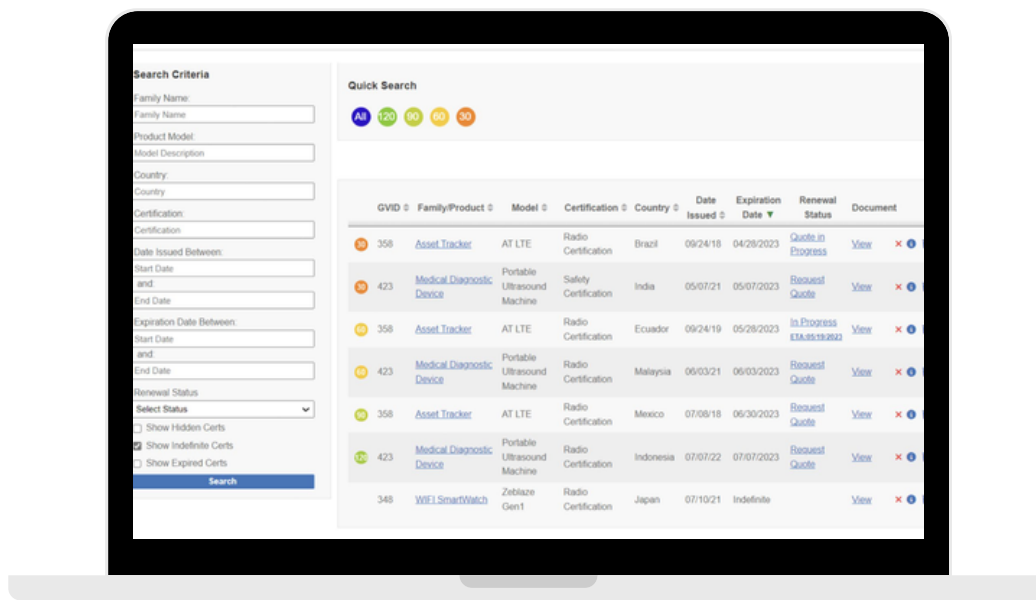 Search Criteria
Family Name:
Family Name
Product Model:
Model Description
Country:
Country
Certification:
Certification
Date Issued Between:
Start Date
and:
End Date
Expiration Date Between:
Start Date
and:
End Date
Renewal Status
Select Status
Show Hidden Certs
Show Indefinite Certs
Show Expired Certs
Search
Quick Search
All 120 90 60 30
GVID Family/Product Model Certification Country Date Issued Expiration Date Renewal Status Document
30 358 Asset Tracker AT LTE Radio Certification Brazil 09/24/18 04/28/2023 Quote in Progress View
30 423 Medical Diagnostic Device Portable Ultrasound Machine Safety Certification India 05/07/21 05/07/2023 Request Quote View
60 358 Asset Tracker AT LTE Radio Certification Ecuador 09/24/19 05/28/2023 In Progress ETA:05/19/2023 View
60 423 Medical Diagnostic Device Portable Ultrasound Machine Radio Certification Malaysia 06/03/21 06/03/2023 Request Quote View
90 358 Asset Tracker AT LTE Radio Certification Mexico 07/08/18 06/30/2023 Request Quote View
120 423 Medical Diagnostic Device Portable Ultrasound Machine Radio Certification Indonesia 07/07/22 07/07/2023 Request Quote View
348 WIFI SmartWatch Zeblaze Gen1 Radio Certification Japan 07/10/21 Indefinite View